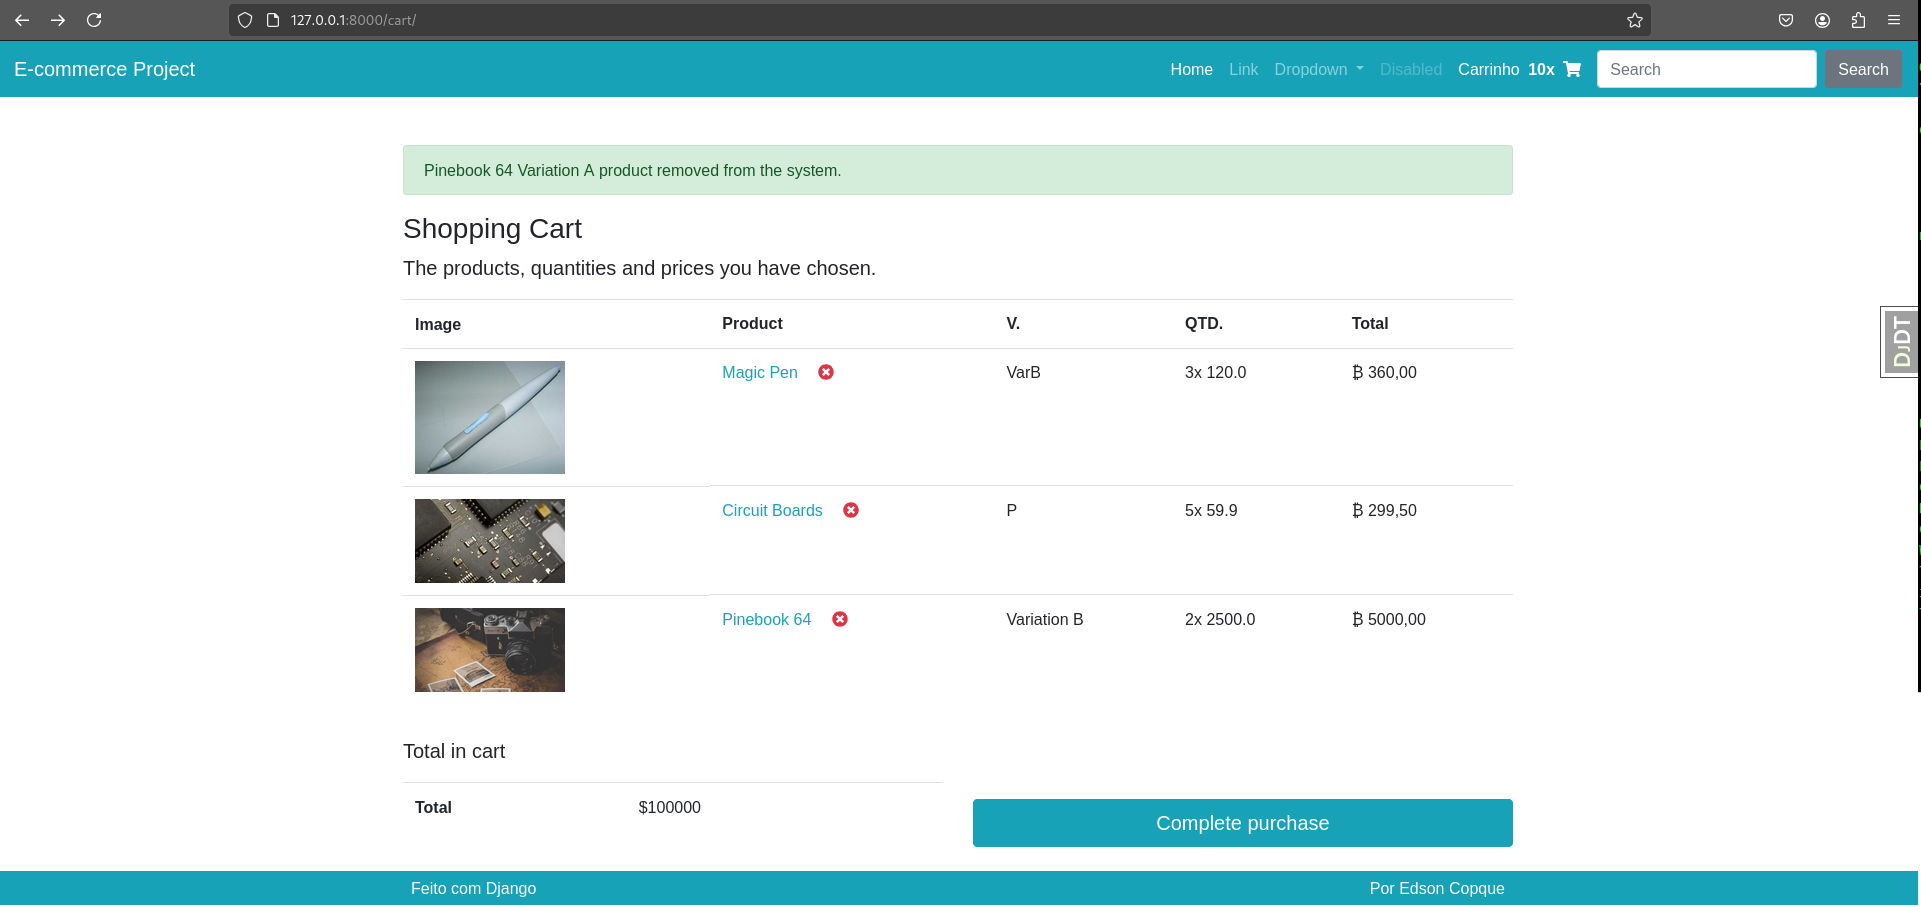 127.0.0.1:8000/cart/
E-commerce Project
Home Link Dropdown Disabled Carrinho 10x Search Search
Pinebook 64 Variation A product removed from the system.
Shopping Cart
The products, quantities and prices you have chosen.
Image Product V. QTD. Total
DjDT
Magic Pen VarB 3x 120.0 ₿ 360,00
Circuit Boards P 5x 59.9 ₿ 299,50
Pinebook 64 Variation B 2x 2500.0 ₿ 5000,00
Total in cart
Total $100000
Complete purchase
Feito com Django Por Edson Copque